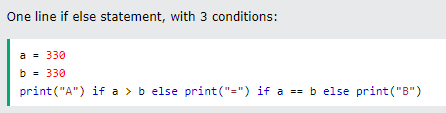 One line if else statement, with 3 conditions:
a = 330
b = 330
print("A") if a > b else print("=") if a == b else print("B")